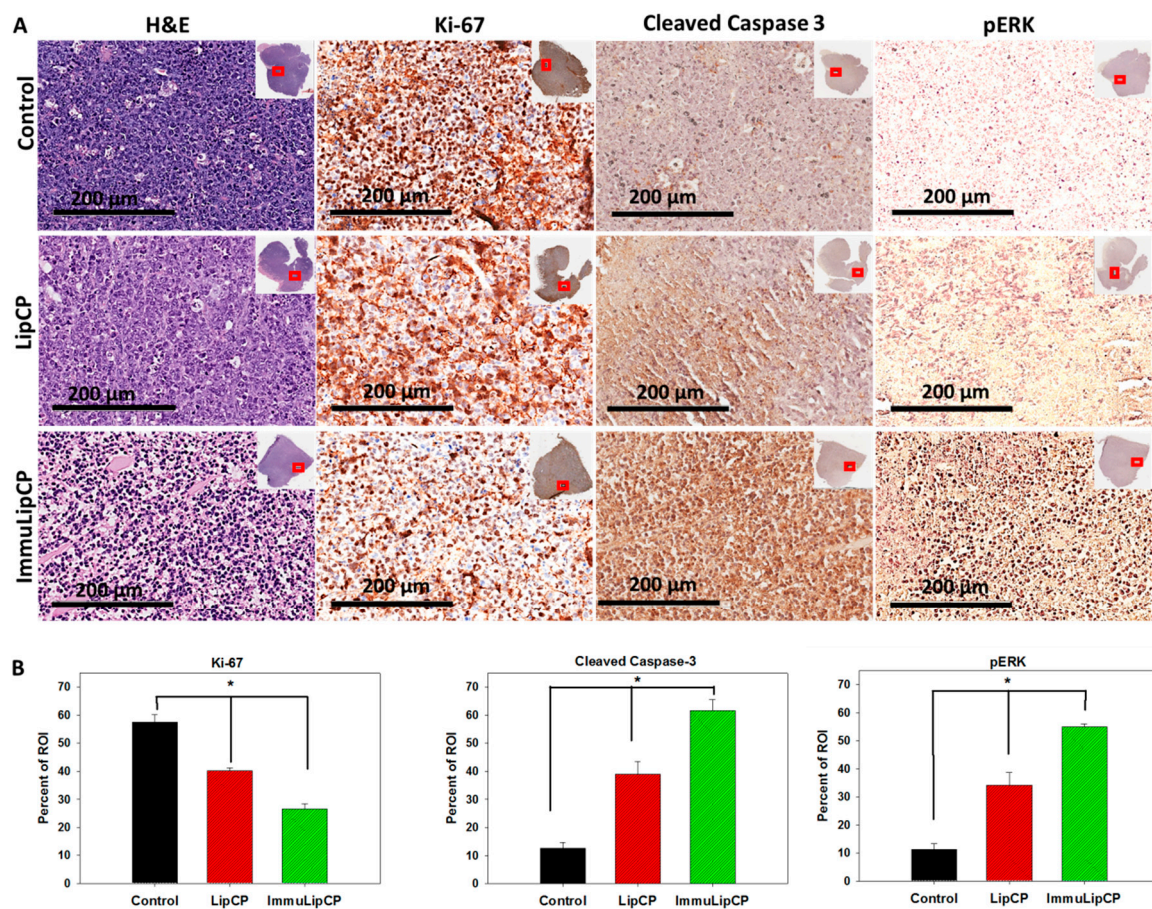 A
H&E
Ki-67
Cleaved Caspase 3
pERK
Control
200 µm
200 µm
200 µm
200 µm
LipCP
200 µm
200 µm
200 µm
200 µm
ImmuLipCP
200 µm
200 µm
200 µm
200 µm
B
Ki-67
*
Percent of ROI
70
60
50
40
30
20
10
0
Control LipCP ImmuLipCP
Cleaved Caspase-3
*
Percent of ROI
70
60
50
40
30
20
10
0
Control LipCP ImmuLipCP
pERK
*
Percent of ROI
70
60
50
40
30
20
10
0
Control LipCP ImmuLipCP